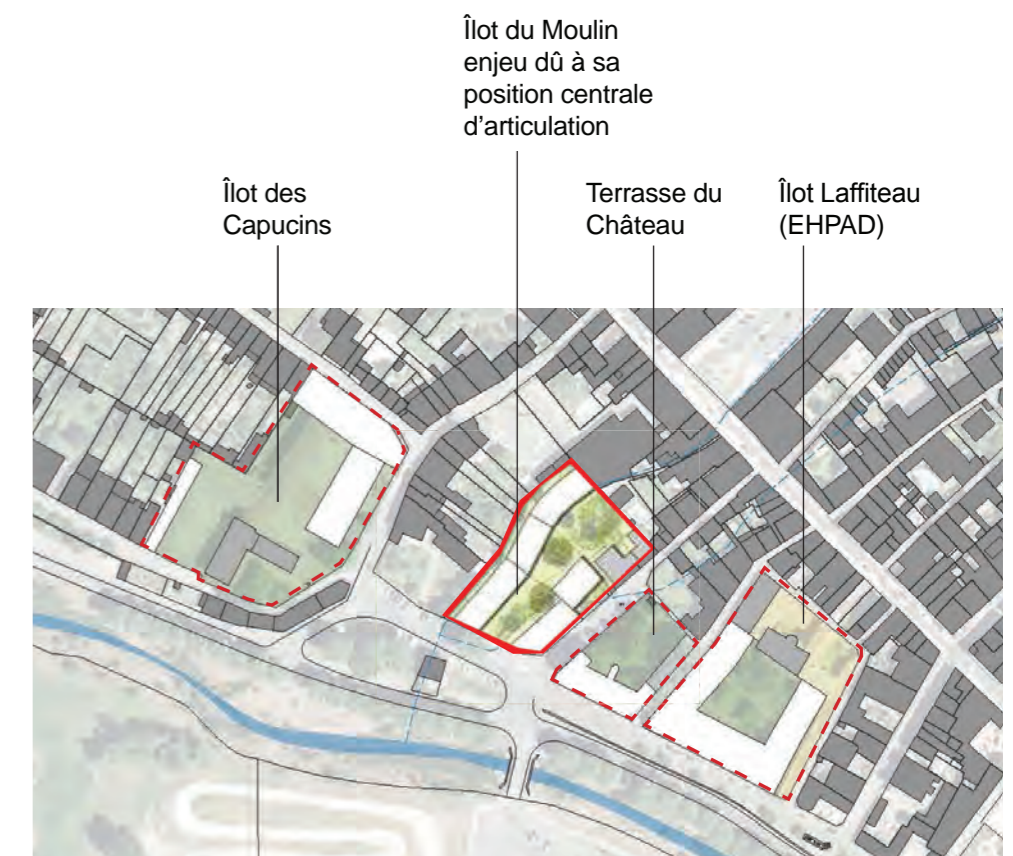 Îlot du Moulin
enjeu dû à sa
position centrale
d'articulation
Îlot des
Capucins
Terrasse du
Château
Îlot Laffiteau
(EHPAD)